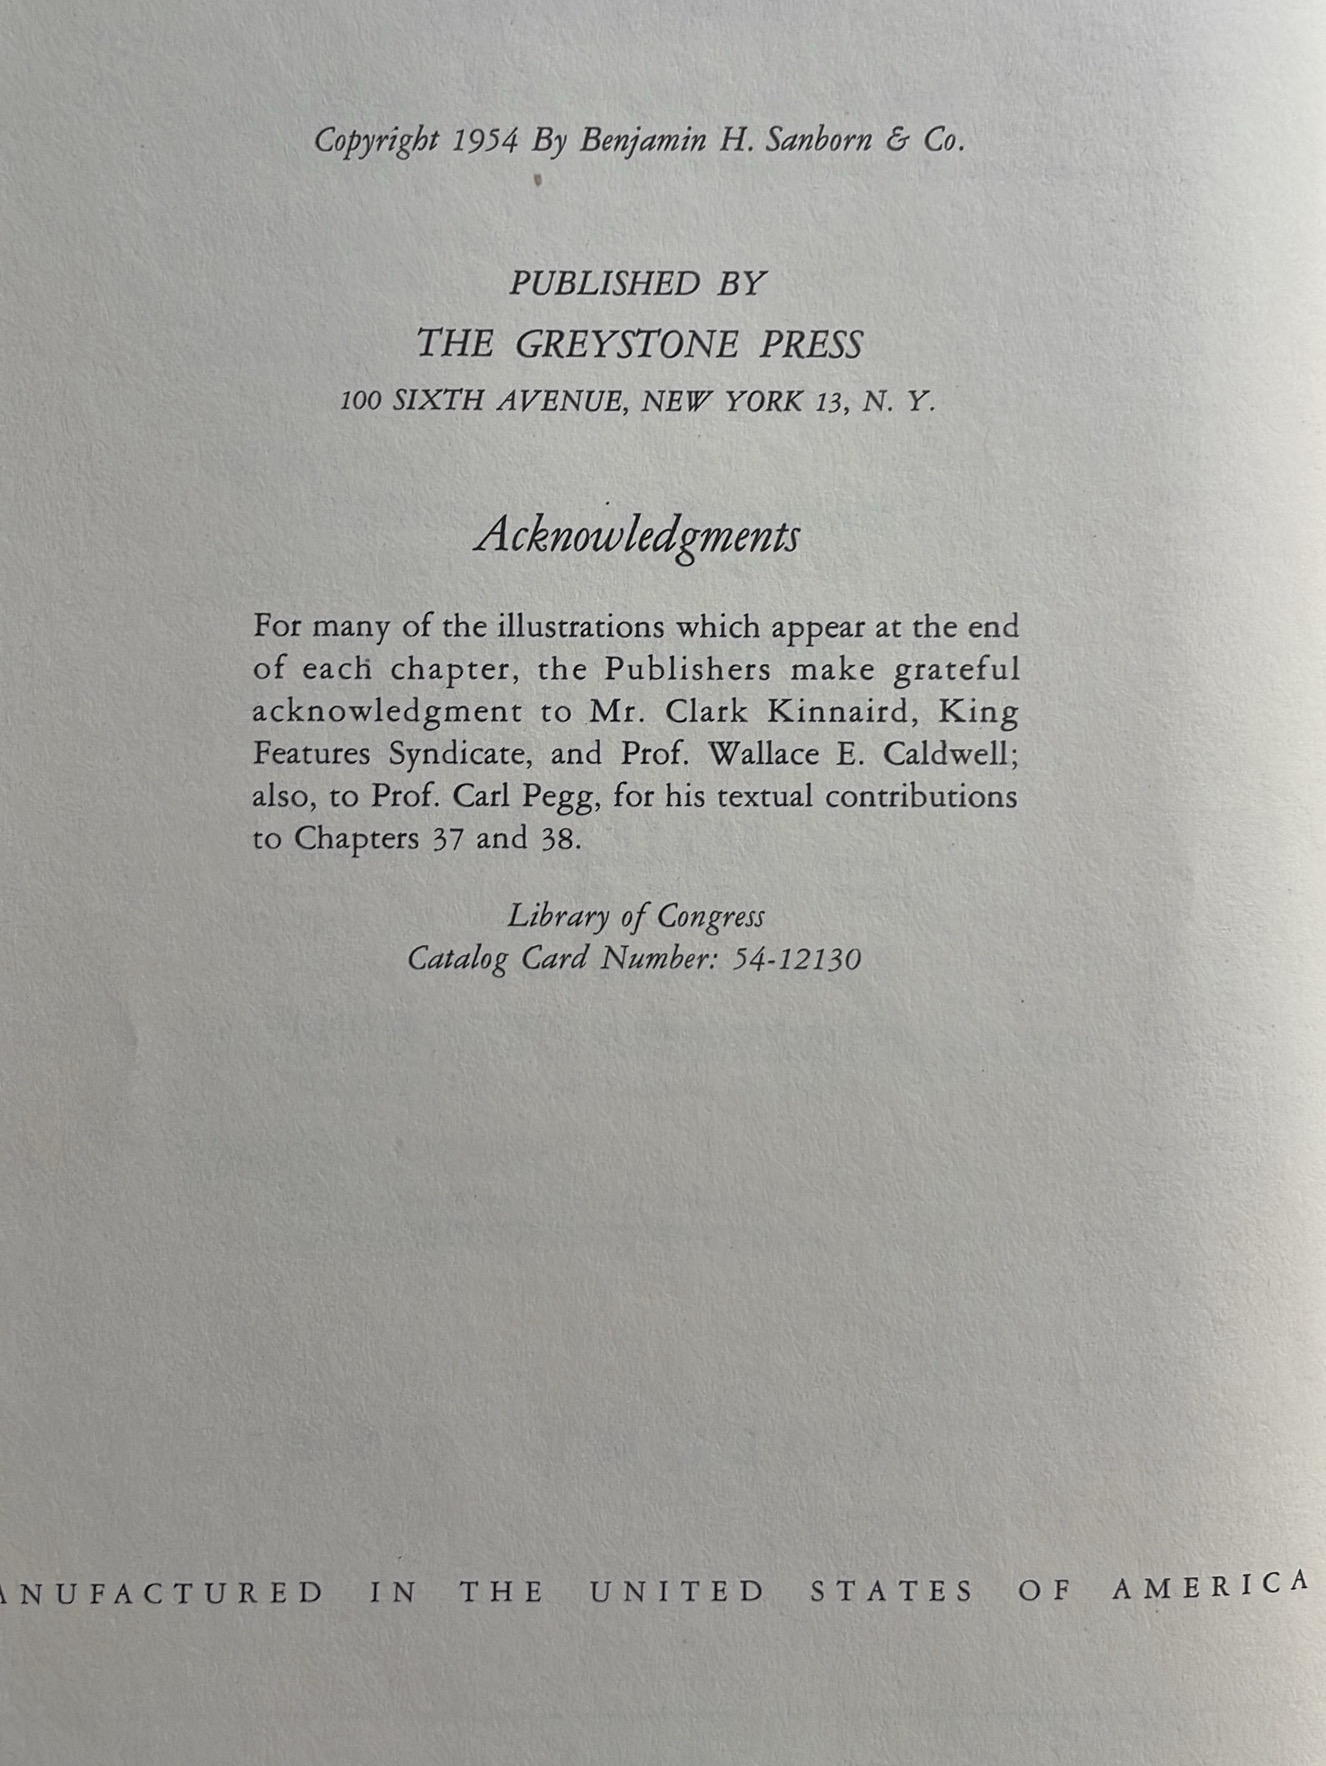 Copyright 1954 By Benjamin H. Sanborn & Co.
PUBLISHED BY
THE GREYSTONE PRESS
100 SIXTH AVENUE, NEW YORK 13, N. Y.
Acknowledgments
For many of the illustrations which appear at the end
of each chapter, the Publishers make grateful
acknowledgment to Mr. Clark Kinnaird, King
Features Syndicate, and Prof. Wallace E. Caldwell;
also, to Prof. Carl Pegg, for his textual contributions
to Chapters 37 and 38.
Library of Congress
Catalog Card Number: 54-12130
ANUFACTURED IN THE UNITED STATES OF AMERICA